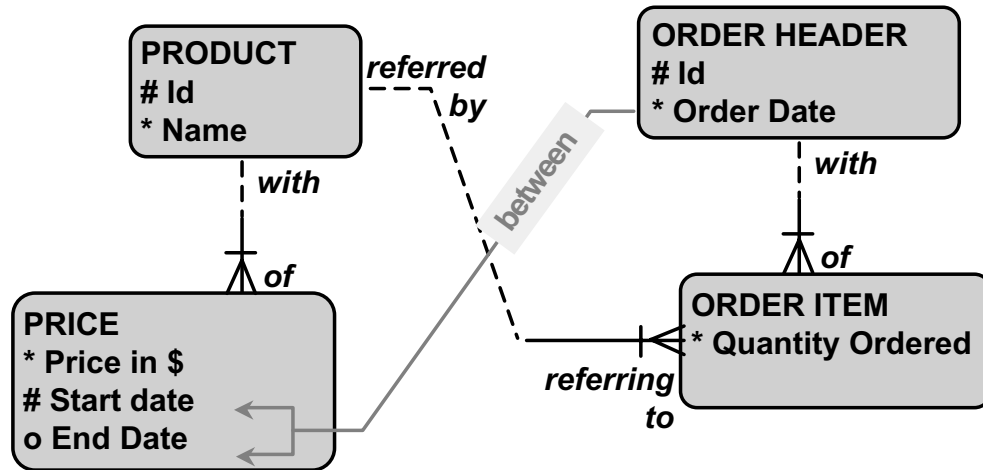 PRODUCT
# Id
* Name
referred
by
ORDER HEADER
# Id
* Order Date
between
with
with
of
of
PRICE
* Price in $
# Start date
o End Date
ORDER ITEM
* Quantity Ordered
referring
to